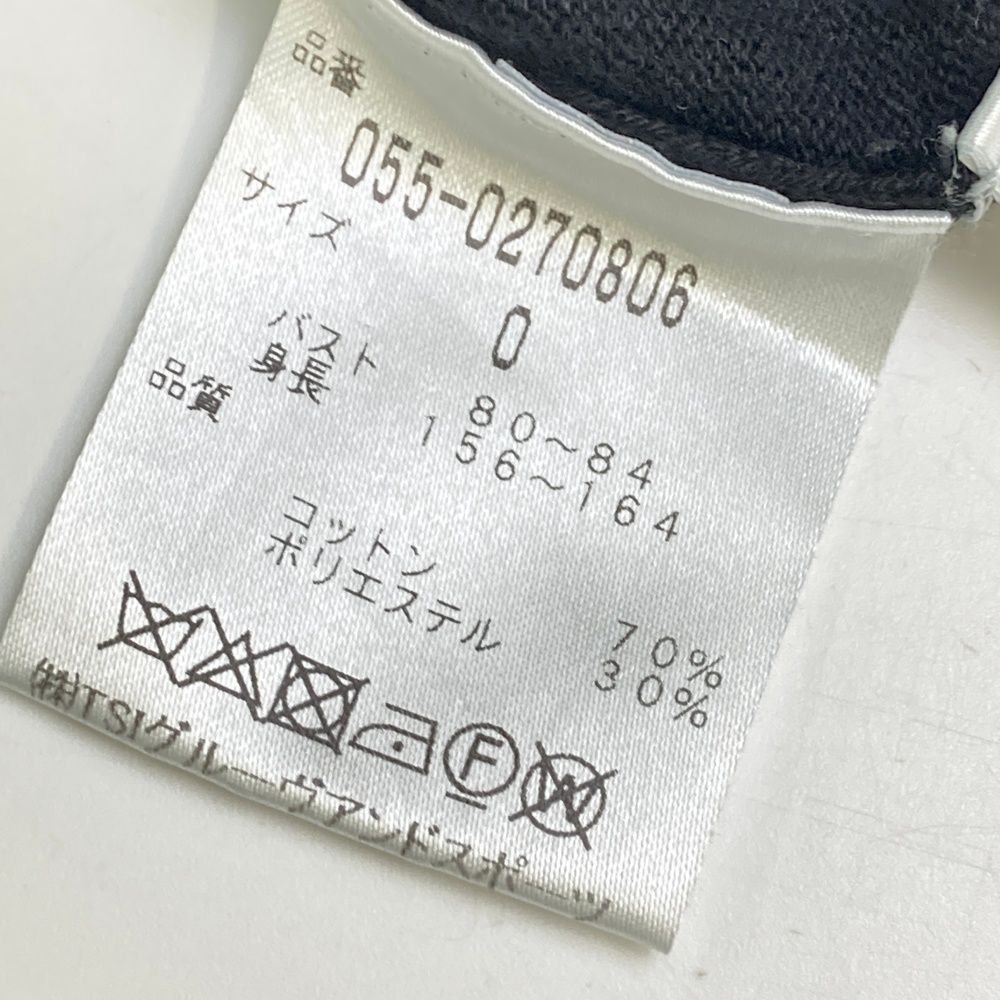 品番
055-0270806
サイズ
0
バスト 80～84
身長 156～164
品質
コットン 70%
ポリエステル 30%
F
W
㈱TSIグルーヴアンドスポーツ